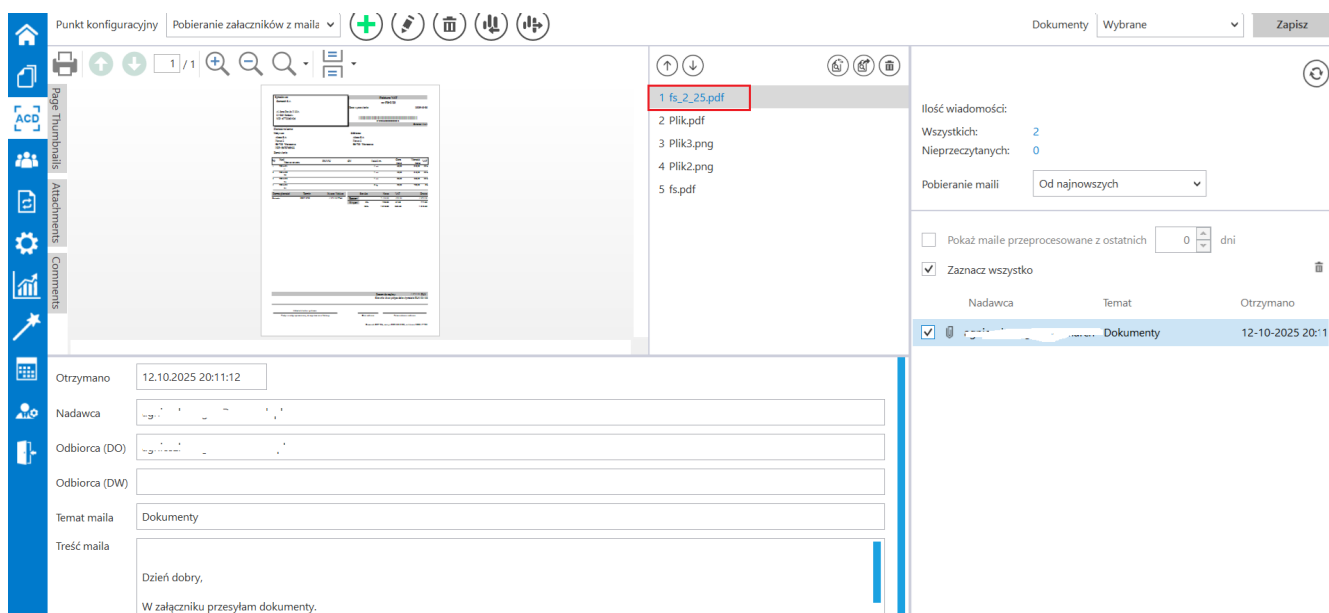 Punkt konfiguracyjny Pobieranie załączników z maila Dokumenty Wybrane Zapisz
1 / 1
ACD
Page Thumbnails
Attachments
Comments
1 fs_2_25.pdf
2 Plik.pdf
3 Plik3.png
4 Plik2.png
5 fs.pdf
Ilość wiadomości:
Wszystkich: 2
Nieprzeczytanych: 0
Pobieranie maili Od najnowszych
Pokaż maile przeprocesowane z ostatnich 0 dni
Zaznacz wszystko
Nadawca Temat Otrzymano
Dokumenty 12-10-2025 20:11
Otrzymano 12.10.2025 20:11:12
Nadawca
Odbiorca (DO)
Odbiorca (DW)
Temat maila Dokumenty
Treść maila
Dzień dobry,
W załączniku przesyłam dokumenty.